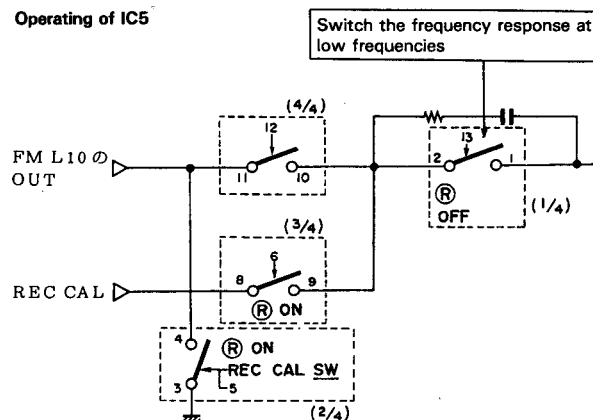 Operating of IC5
Switch the frequency response at
low frequencies
(4/4)
12
13
FM L10の
OUT
11
10
2
1
Ⓡ
OFF
(1/4)
(3/4)
6
REC CAL
8
9
Ⓡ ON
4
Ⓡ ON
REC CAL SW
3
5
(2/4)